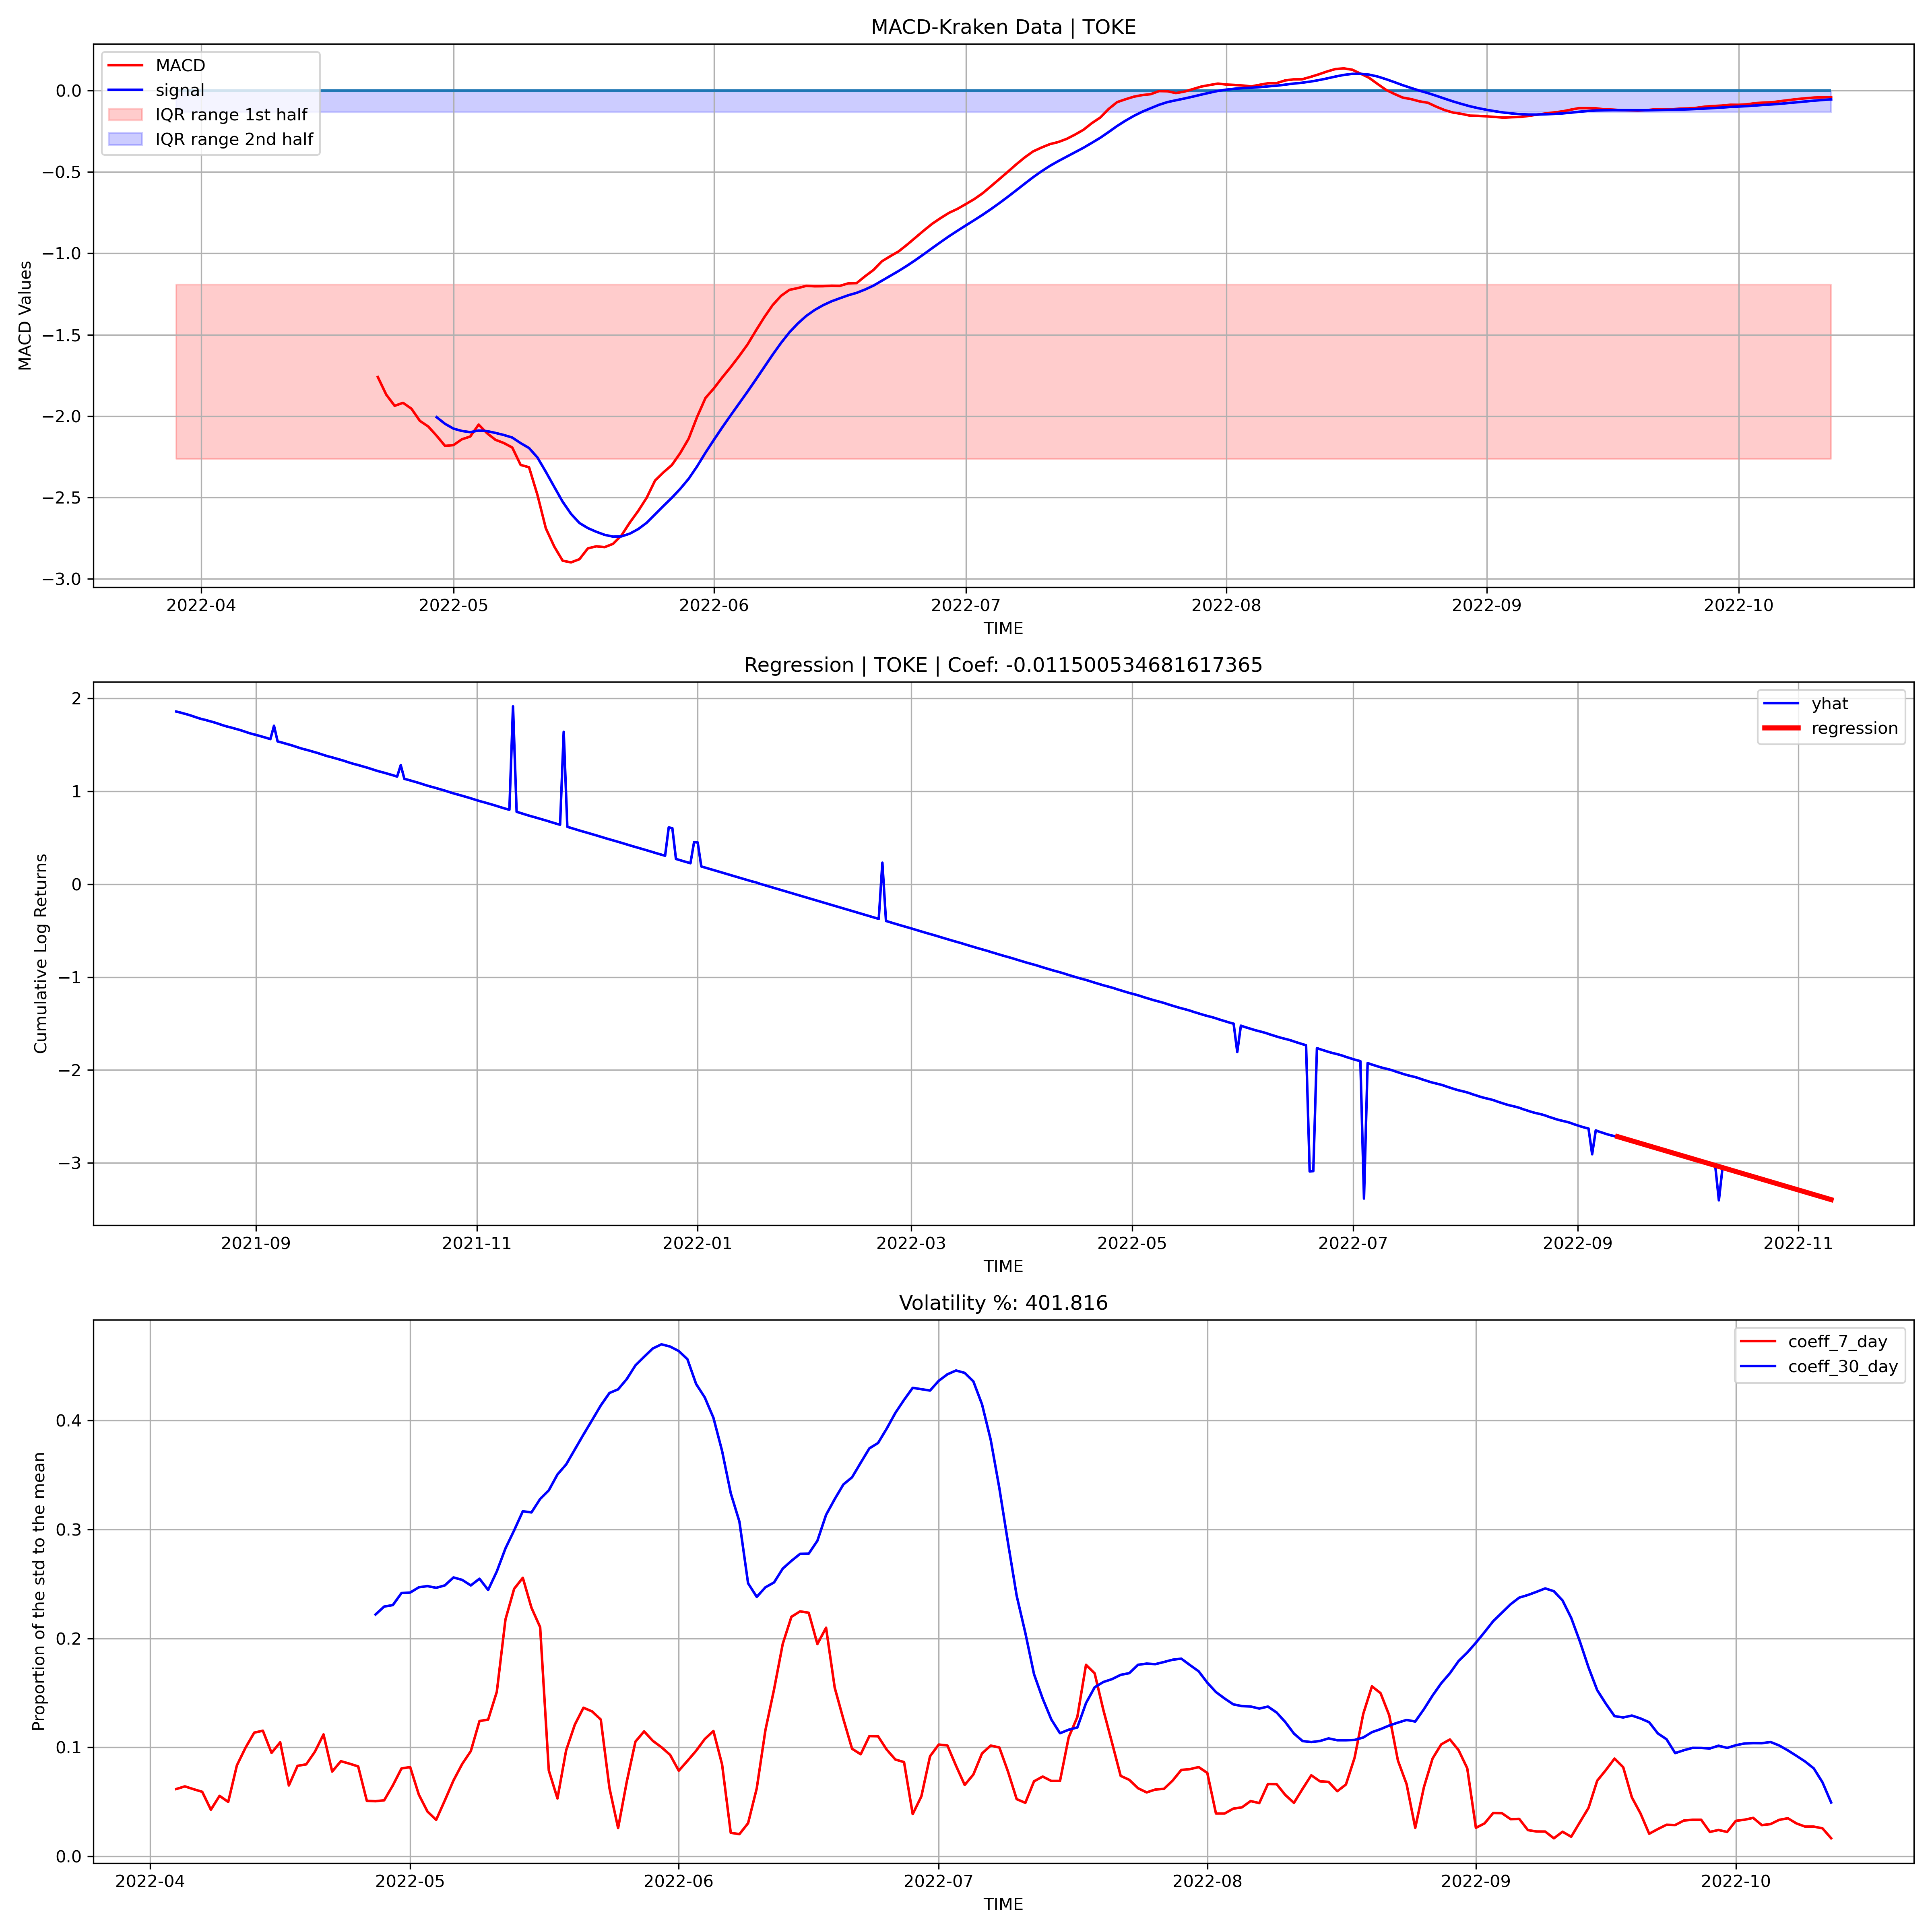 MACD-Kraken Data | TOKE
MACD
signal
IQR range 1st half
IQR range 2nd half
MACD Values
0.0
−0.5
−1.0
−1.5
−2.0
−2.5
−3.0
2022-04 2022-05 2022-06 2022-07 2022-08 2022-09 2022-10
TIME
Regression | TOKE | Coef: -0.011500534681617365
yhat
regression
Cumulative Log Returns
2
1
0
−1
−2
−3
2021-09 2021-11 2022-01 2022-03 2022-05 2022-07 2022-09 2022-11
TIME
Volatility %: 401.816
coeff_7_day
coeff_30_day
Proportion of the std to the mean
0.4
0.3
0.2
0.1
0.0
2022-04 2022-05 2022-06 2022-07 2022-08 2022-09 2022-10
TIME